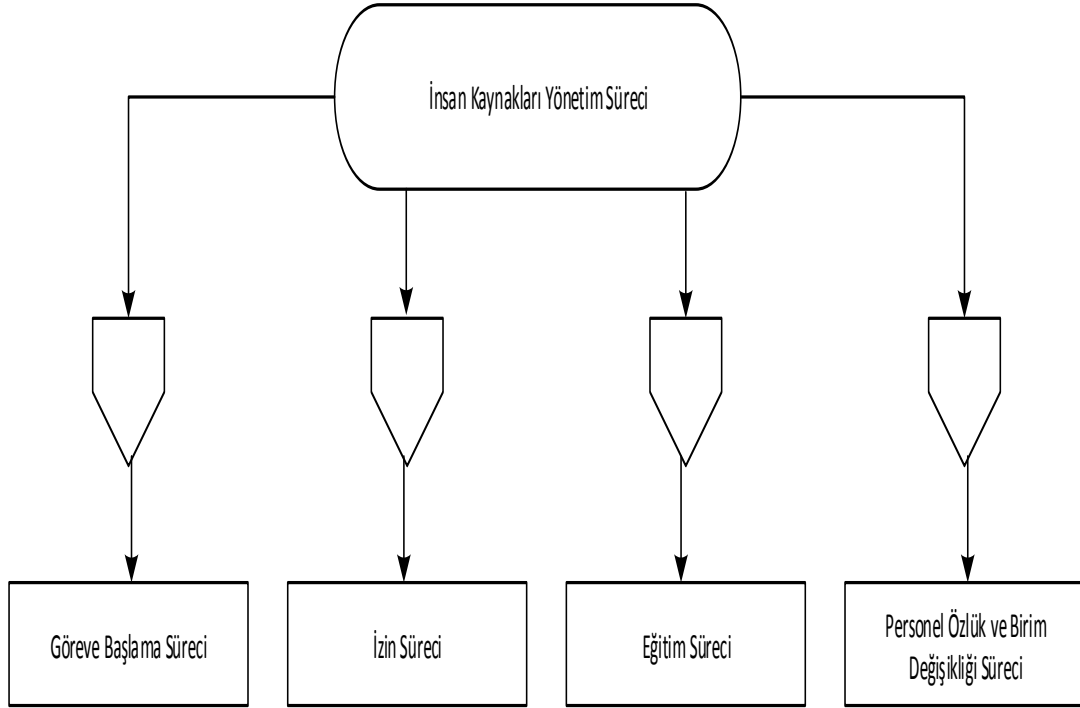 İnsan Kaynakları Yönetim Süreci
Göreve Başlama Süreci
İzin Süreci
Eğitim Süreci
Personel Özlük ve Birim
Değişikliği Süreci